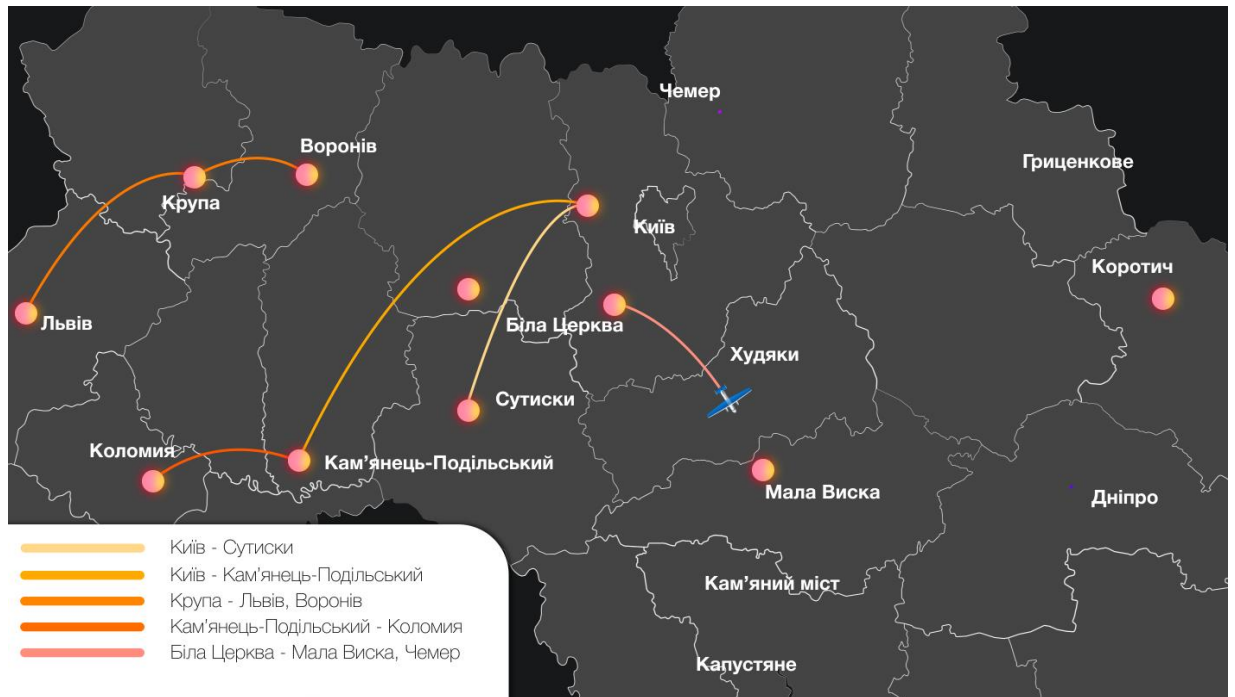 Чемер
Воронів
Гриценкове
Крупа
Київ
Коротич
Львів
Біла Церква
Худяки
Сутиски
Коломия
Кам’янець-Подільський
Мала Виска
Дніпро
Київ - Сутиски
Київ - Кам'янець-Подільський
Крупа - Львів, Воронів
Кам'янець-Подільський - Коломия
Біла Церква - Мала Виска, Чемер
Кам’яний міст
Капустяне